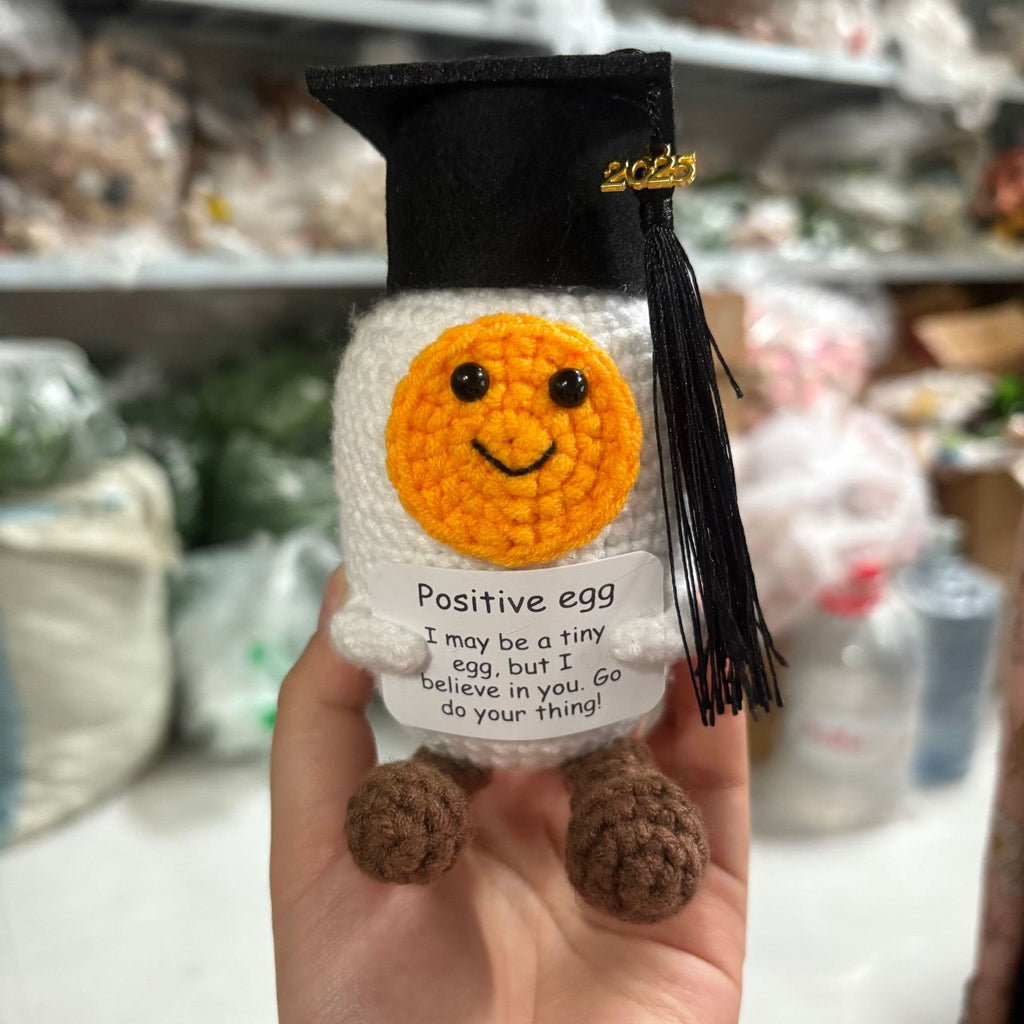 2025
Positive egg
I may be a tiny
egg, but I
believe in you. Go
do your thing!